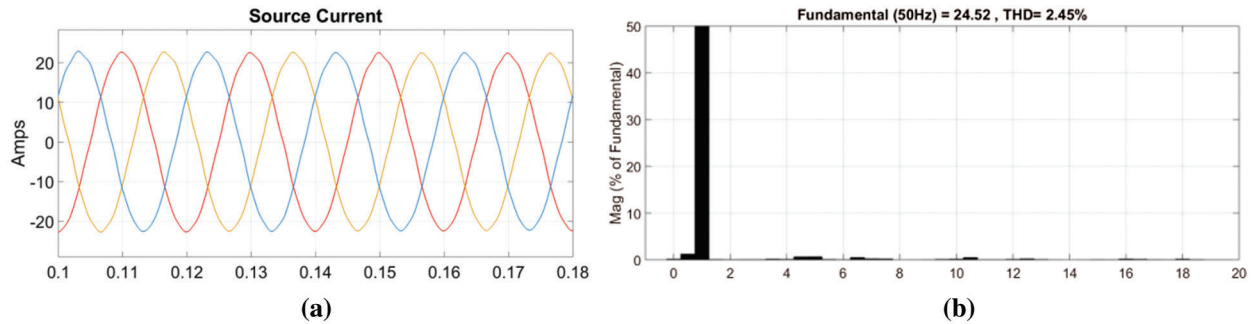 Source Current
Amps
20
10
0
-10
-20
0.1 0.11 0.12 0.13 0.14 0.15 0.16 0.17 0.18
(a)
Fundamental (50Hz) = 24.52 , THD= 2.45%
Mag (% of Fundamental)
50
40
30
50
10
0
0 2 4 6 8 10 12 14 16 18 20
(b)